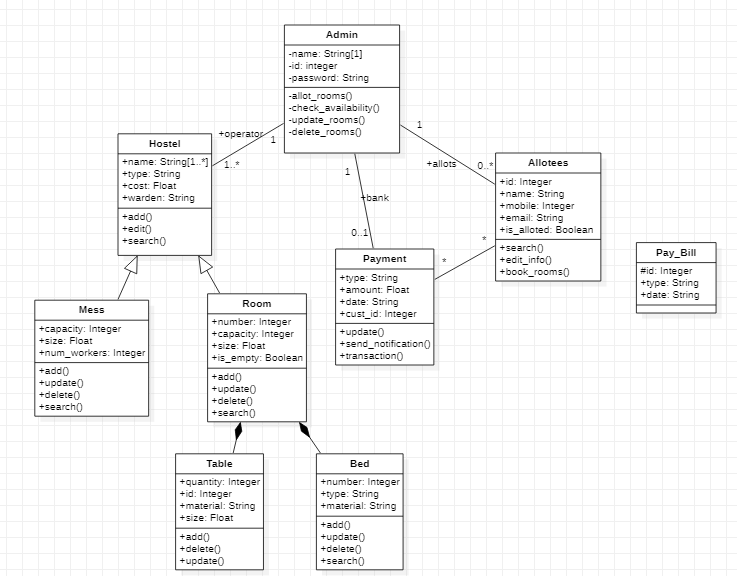 Admin
-name: String[1]
-id: integer
-password: String
-allot_rooms()
-check_availability()
-update_rooms()
-delete_rooms()
+operator
1
1..*
1
+allots
0..*
1
+bank
0..1
*
*
Hostel
+name: String[1..*]
+type: String
+cost: Float
+warden: String
+add()
+edit()
+search()
Allotees
+id: Integer
+name: String
+mobile: Integer
+email: String
+is_alloted: Boolean
+search()
+edit_info()
+book_rooms()
Payment
+type: String
+amount: Float
+date: String
+cust_id: Integer
+update()
+send_notification()
+transaction()
Pay_Bill
#id: Integer
+type: String
+date: String
Mess
+capacity: Integer
+size: Float
+num_workers: Integer
+add()
+update()
+delete()
+search()
Room
+number: Integer
+capacity: Integer
+size: Float
+is_empty: Boolean
+add()
+update()
+delete()
+search()
Table
+quantity: Integer
+id: Integer
+material: String
+size: Float
+add()
+delete()
+update()
Bed
+number: Integer
+type: String
+material: String
+add()
+update()
+delete()
+search()